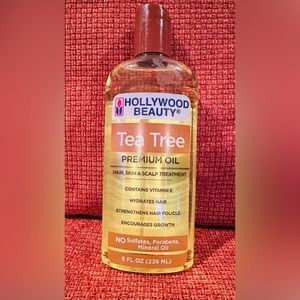 HOLLYWOOD
BEAUTY®
Tea Tree
PREMIUM OIL
HAIR, SKIN & SCALP TREATMENT
CONTAINS VITAMIN E
HYDRATES HAIR
STRENGTHENS HAIR FOLICLE
ENCOURAGES GROWTH
NO Sulfates, Parabens,
Mineral Oil
8 FL OZ (236 ML)